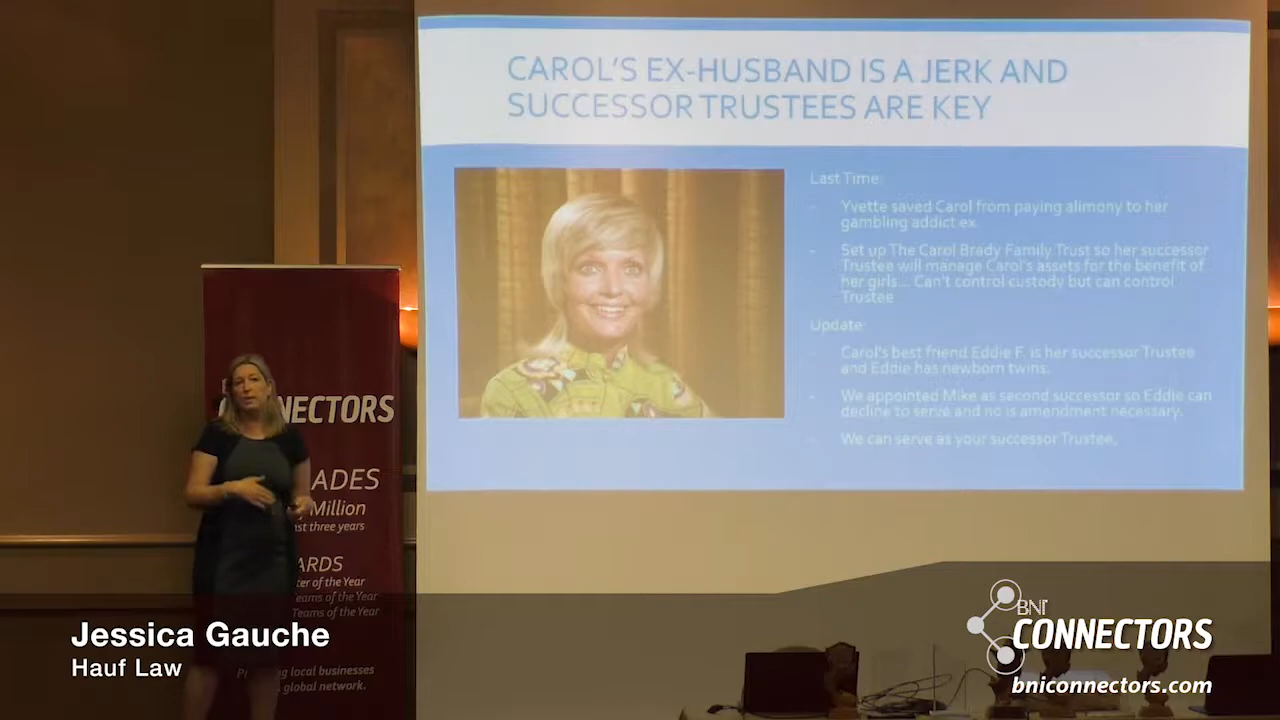 CAROL'S EX-HUSBAND IS A JERK AND
SUCCESSOR TRUSTEES ARE KEY
Last Time:
- Yvette saved Carol from paying alimony to her
gambling addict ex.
- Set up The Carol Brady Family Trust so her successor
Trustee will manage Carol's assets for the benefit of
her girls... Can't control custody but can control
Trustee
Update:
- Carol's best friend Eddie F. is her successor Trustee
and Eddie has newborn twins.
- We appointed Mike as second successor so Eddie can
decline to serve and no is amendment necessary.
- We can serve as your successor Trustee.
NECTORS
ADES
Million
st three years
ARDS
ter of the Year
Teams of the Year
Teams of the Year
local businesses
global network.
Jessica Gauche
Hauf Law
BNI
CONNECTORS
bniconnectors.com